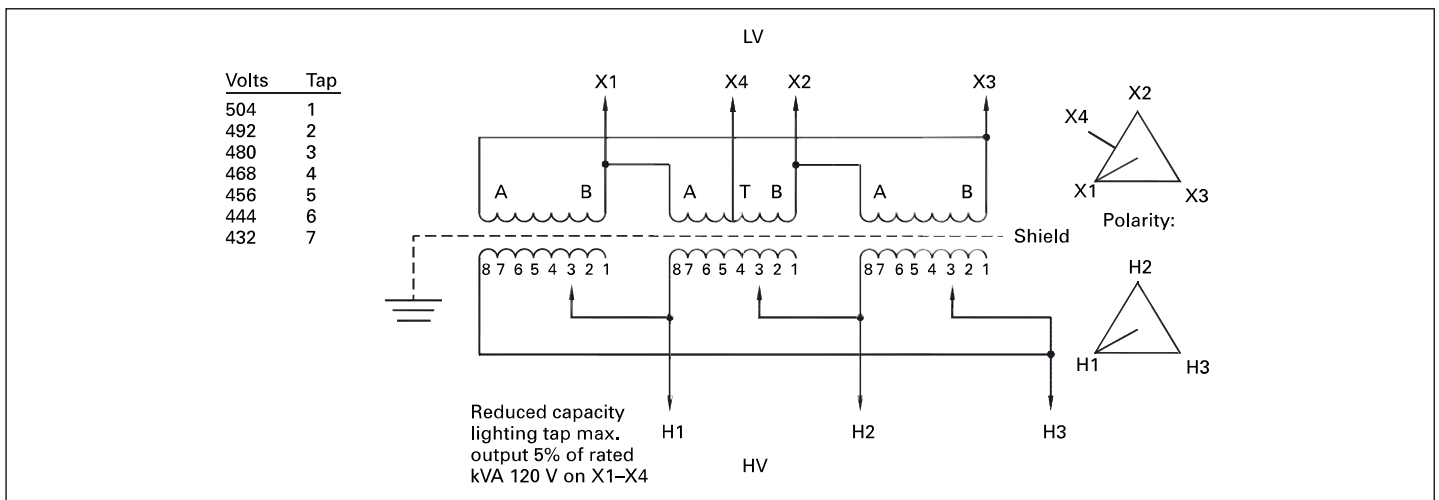 LV
Volts Tap
504 1
492 2
480 3
468 4
456 5
444 6
432 7
X1 X4 X2 X3
A B A T B A B
Shield
8 7 6 5 4 3 2 1 8 7 6 5 4 3 2 1 8 7 6 5 4 3 2 1
X2
X4
X1 X3
Polarity:
H2
H1 H3
Reduced capacity
lighting tap max.
output 5% of rated
kVA 120 V on X1–X4
H1 H2 H3
HV